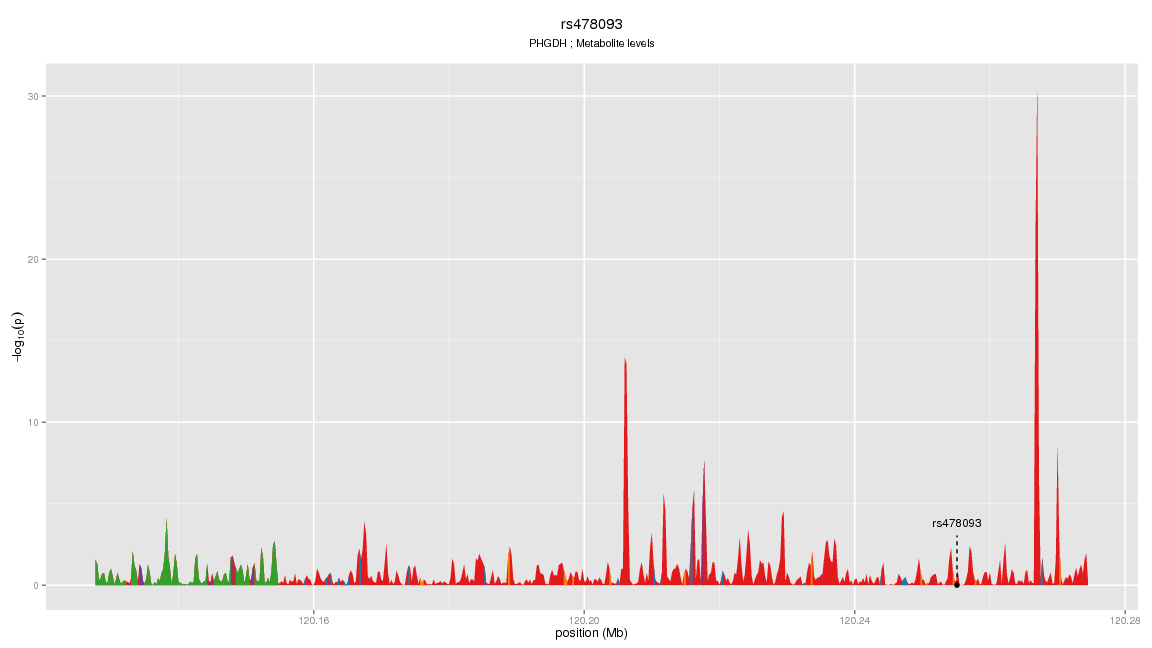 rs478093
PHGDH ; Metabolite levels
30
20
10
0
−log10(p)
rs478093
120.16
120.20
120.24
120.28
position (Mb)